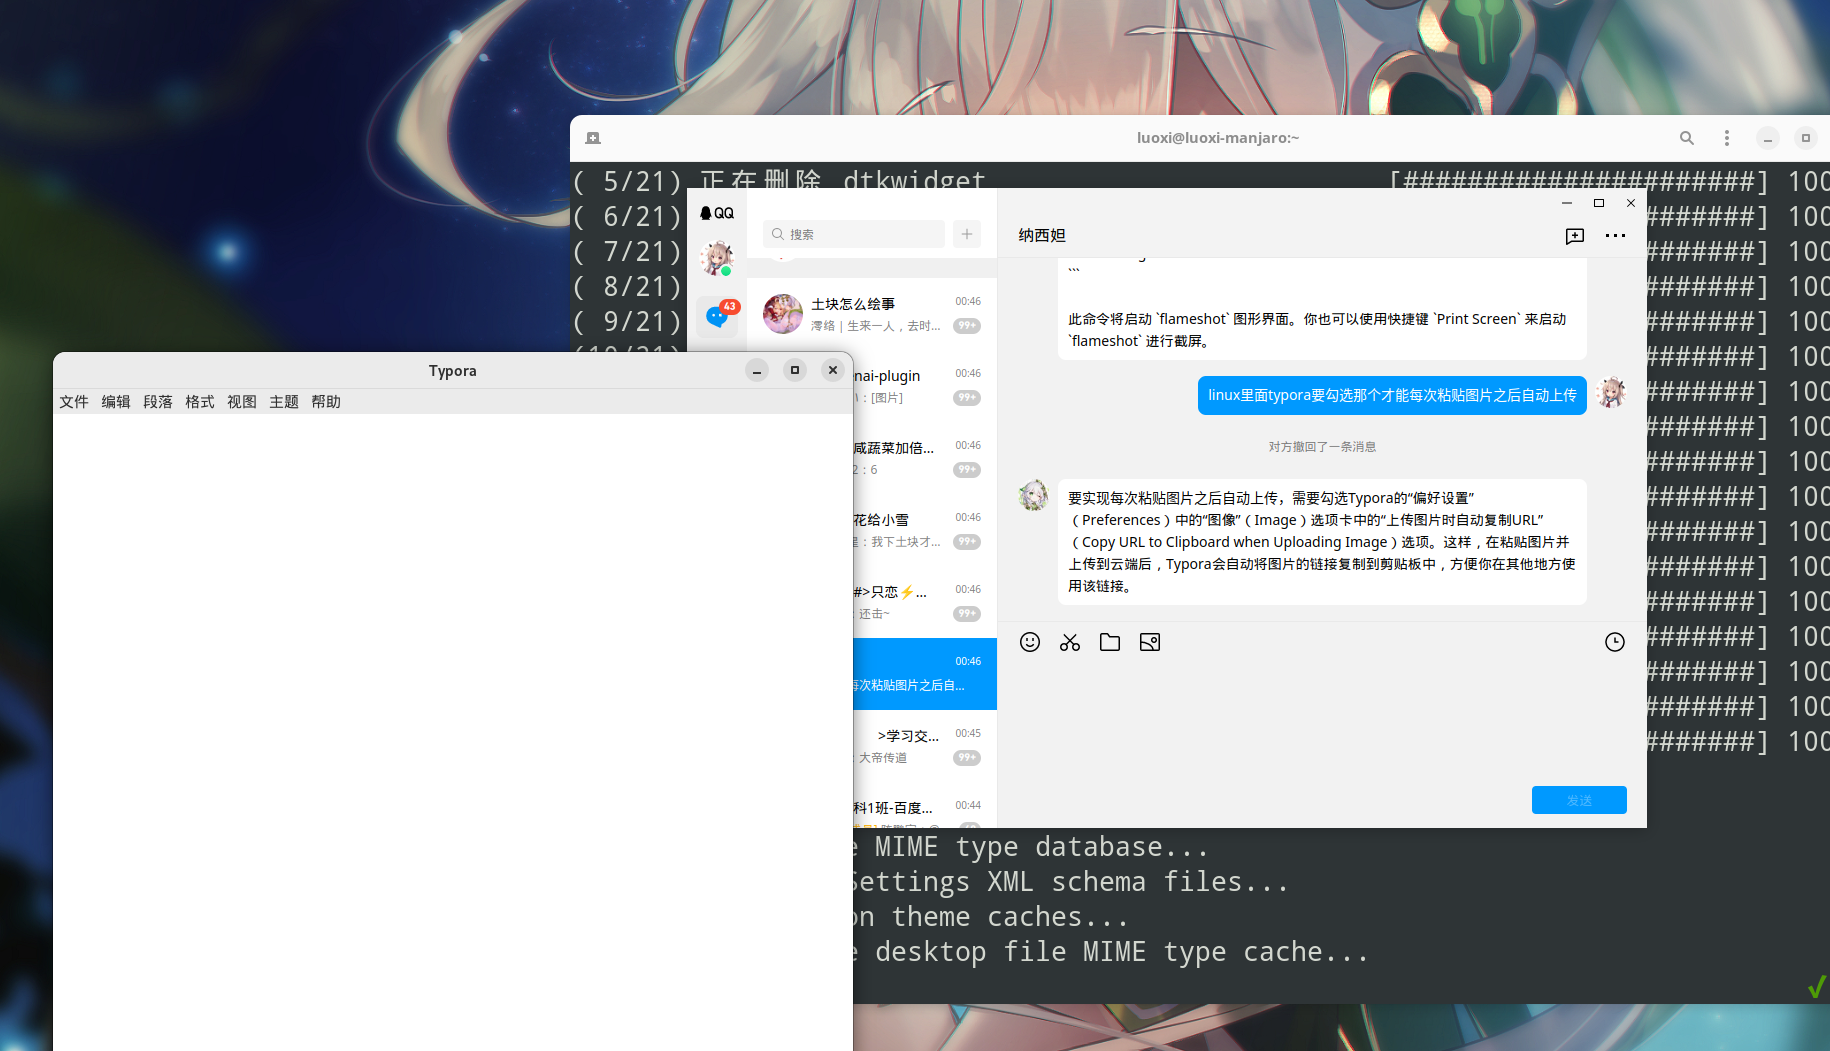 luoxi@luoxi-manjaro:~
( 5/21) 正在删除 dtkwidget [######################] 100
( 6/21) #######] 100
( 7/21) #######] 100
( 8/21) #######] 100
( 9/21) #######] 100
(10/21) #######] 100
#######] 100
#######] 100
#######] 100
#######] 100
#######] 100
#######] 100
#######] 100
#######] 100
#######] 100
#######] 100
#######] 100
e MIME type database...
Settings XML schema files...
on theme caches...
e desktop file MIME type cache...
QQ
43
搜索
土块怎么绘事 00:46
澪络 | 生来一人，去时... 99+
nai-plugin 00:46
\：[图片] 99+
咸蔬菜加倍... 00:46
2：6 99+
花给小雪 00:46
：我下土块才... 99+
#>只恋⚡... 00:46
：还击~ 99+
00:46
每次粘贴图片之后自...
>学习交... 00:45
：大帝传道 99+
科1班-百度... 00:44
纳西妲
```
此命令将启动 `flameshot` 图形界面。你也可以使用快捷键 `Print Screen` 来启动
`flameshot` 进行截屏。
linux里面typora要勾选那个才能每次粘贴图片之后自动上传
对方撤回了一条消息
要实现每次粘贴图片之后自动上传，需要勾选Typora的“偏好设置”
（Preferences）中的“图像”（Image）选项卡中的“上传图片时自动复制URL”
（Copy URL to Clipboard when Uploading Image）选项。这样，在粘贴图片并
上传到云端后，Typora会自动将图片的链接复制到剪贴板中，方便你在其他地方使
用该链接。
发送
Typora
文件 编辑 段落 格式 视图 主题 帮助